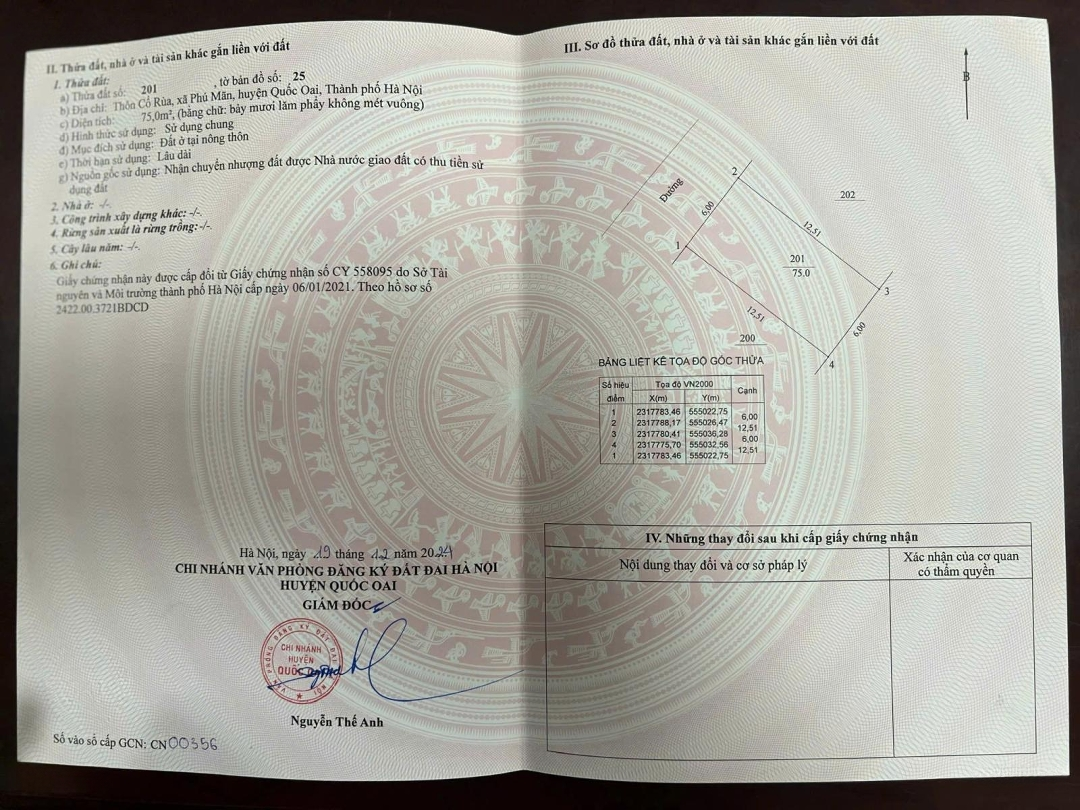 II. Thửa đất, nhà ở và tài sản khác gắn liền với đất
1. Thửa đất:
a) Thửa đất số: 201 , tờ bản đồ số: 25
b) Địa chỉ: Thôn Cổ Rùa, xã Phú Mãn, huyện Quốc Oai, Thành phố Hà Nội
c) Diện tích: 75,0m², (bằng chữ: bảy mươi lăm phẩy không mét vuông)
d) Hình thức sử dụng: Sử dụng chung
đ) Mục đích sử dụng: Đất ở tại nông thôn
e) Thời hạn sử dụng: Lâu dài
g) Nguồn gốc sử dụng: Nhận chuyển nhượng đất được Nhà nước giao đất có thu tiền sử
dụng đất
2. Nhà ở: -/-.
3. Công trình xây dựng khác: -/-.
4. Rừng sản xuất là rừng trồng:-/-.
5. Cây lâu năm: -/-.
6. Ghi chú:
Giấy chứng nhận này được cấp đổi từ Giấy chứng nhận số CY 558095 do Sở Tài
nguyên và Môi trường thành phố Hà Nội cấp ngày 06/01/2021. Theo hồ sơ số
2422.00.3721BDCD
Hà Nội, ngày 19 tháng 12 năm 2024
CHI NHÁNH VĂN PHÒNG ĐĂNG KÝ ĐẤT ĐAI HÀ NỘI
HUYỆN QUỐC OAI
GIÁM ĐỐC
VĂN PHÒNG ĐĂNG KÝ ĐẤT ĐAI HÀ NỘI
CHI NHÁNH
HUYỆN
QUỐC
Nguyễn Thế Anh
Số vào sổ cấp GCN: CN00356
III. Sơ đồ thửa đất, nhà ở và tài sản khác gắn liền với đất
B
Đường
2
202
6,00
12,51
1
201
75.0
3
12,51
6,00
200
4
BẢNG LIỆT KÊ TỌA ĐỘ GÓC THỬA
Số hiệu điểm Tọa độ VN2000 Cạnh
X(m) Y(m)
1 2317783,46 555022,75
6,00
2 2317788,17 555026,47
12,51
3 2317780,41 555036,28
6,00
4 2317775,70 555032,56
12,51
1 2317783,46 555022,75
IV. Những thay đổi sau khi cấp giấy chứng nhận
Nội dung thay đổi và cơ sở pháp lý
Xác nhận của cơ quan
có thẩm quyền